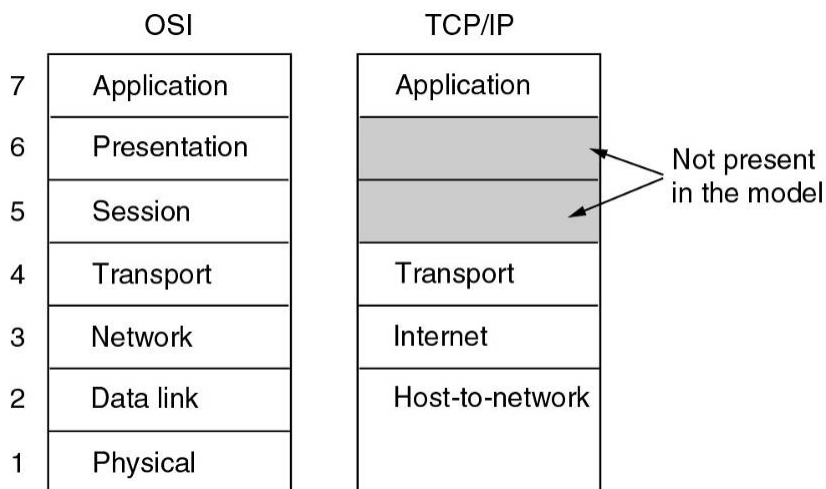 OSI
TCP/IP
7
Application
Application
6
Presentation
Not present
in the model
5
Session
4
Transport
Transport
3
Network
Internet
2
Data link
Host-to-network
1
Physical